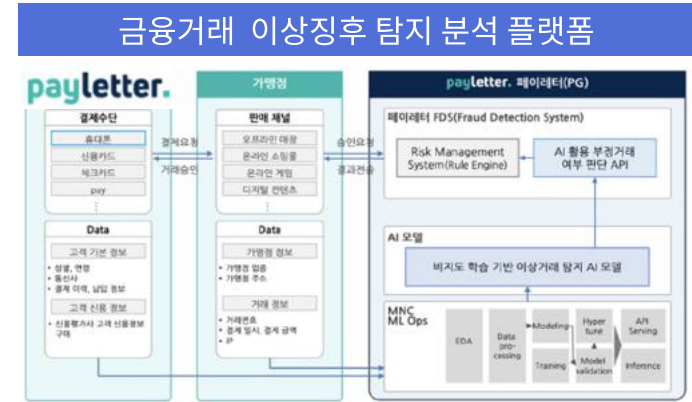 금융거래 이상징후 탐지 분석 플랫폼
payletter.
결제수단
휴대폰
신용카드
체크카드
pay
Data
고객 기본 정보
• 성별, 연령
• 통신사
• 결제 이력, 납입 정보
고객 신용 정보
• 신용평가사 고객 신용정보
구매
결제요청
거래승인
가맹점
판매 채널
오프라인 매장
온라인 쇼핑몰
온라인 게임
디지털 컨텐츠
Data
가맹점 정보
• 가맹점 업종
• 가맹점 주소
거래 정보
• 거래번호
• 결제 일시, 결제 금액
• IP
승인요청
결과전송
payletter. 페이레터(PG)
페이레터 FDS(Fraud Detection System)
Risk Management
System(Rule Engine)
AI 활용 부정거래
여부 판단 API
AI 모델
비지도 학습 기반 이상거래 탐지 AI 모델
MNC
ML Ops
EDA
Data
pro-
cessing
Modeling
Training
Hyper
tune
Model
validation
API
Serving
Inference